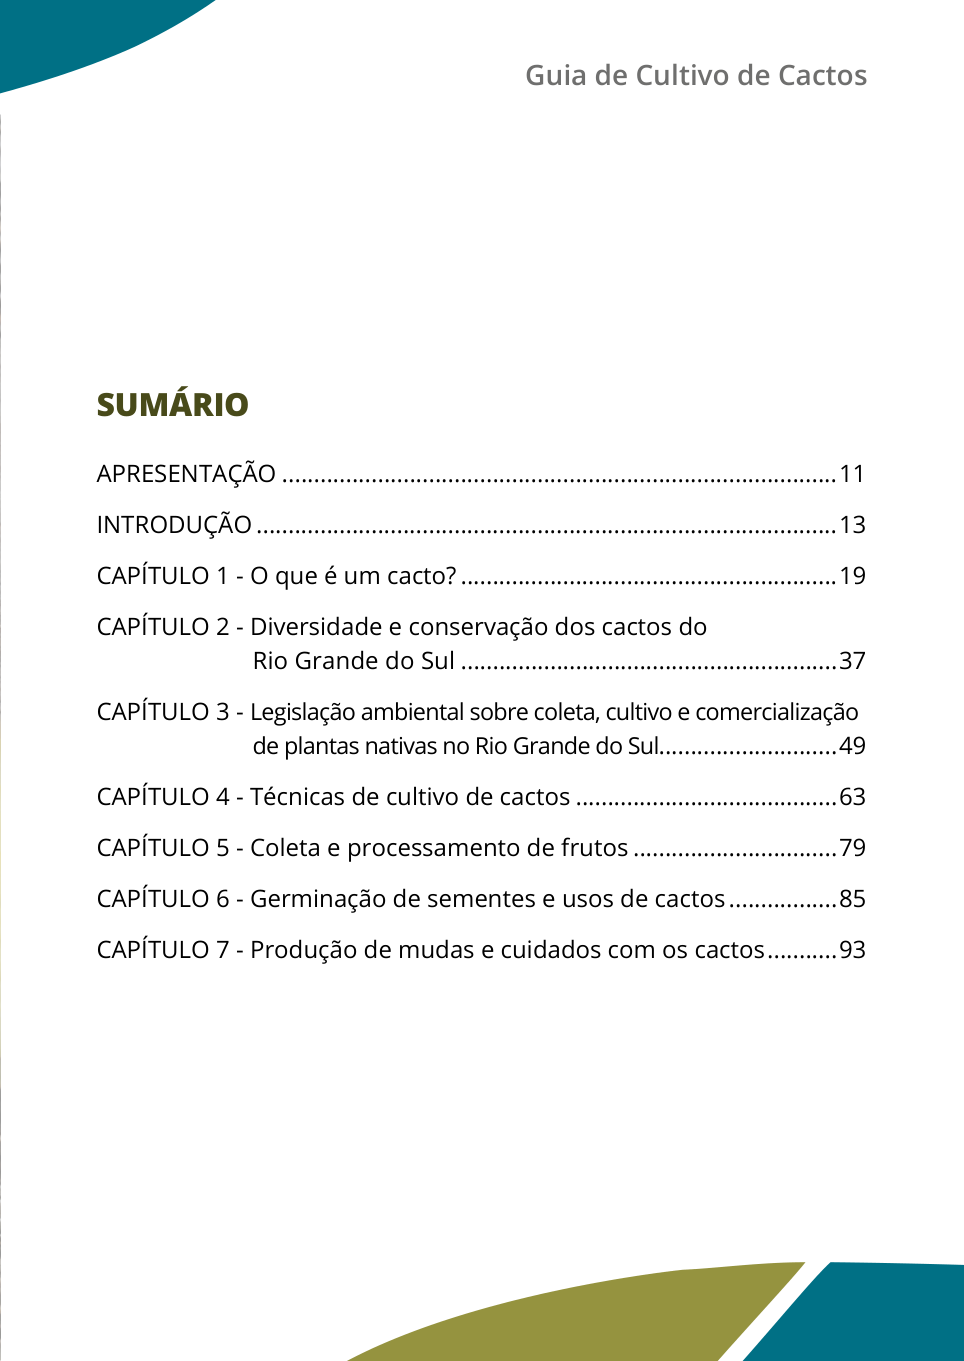 Guia de Cultivo de Cactos
SUMÁRIO
APRESENTAÇÃO ....................................................................................... 11
INTRODUÇÃO ........................................................................................... 13
CAPÍTULO 1 - O que é um cacto? ........................................................... 19
CAPÍTULO 2 - Diversidade e conservação dos cactos do
Rio Grande do Sul ........................................................... 37
CAPÍTULO 3 - Legislação ambiental sobre coleta, cultivo e comercialização
de plantas nativas no Rio Grande do Sul............................ 49
CAPÍTULO 4 - Técnicas de cultivo de cactos ......................................... 63
CAPÍTULO 5 - Coleta e processamento de frutos ................................ 79
CAPÍTULO 6 - Germinação de sementes e usos de cactos ................. 85
CAPÍTULO 7 - Produção de mudas e cuidados com os cactos ........... 93